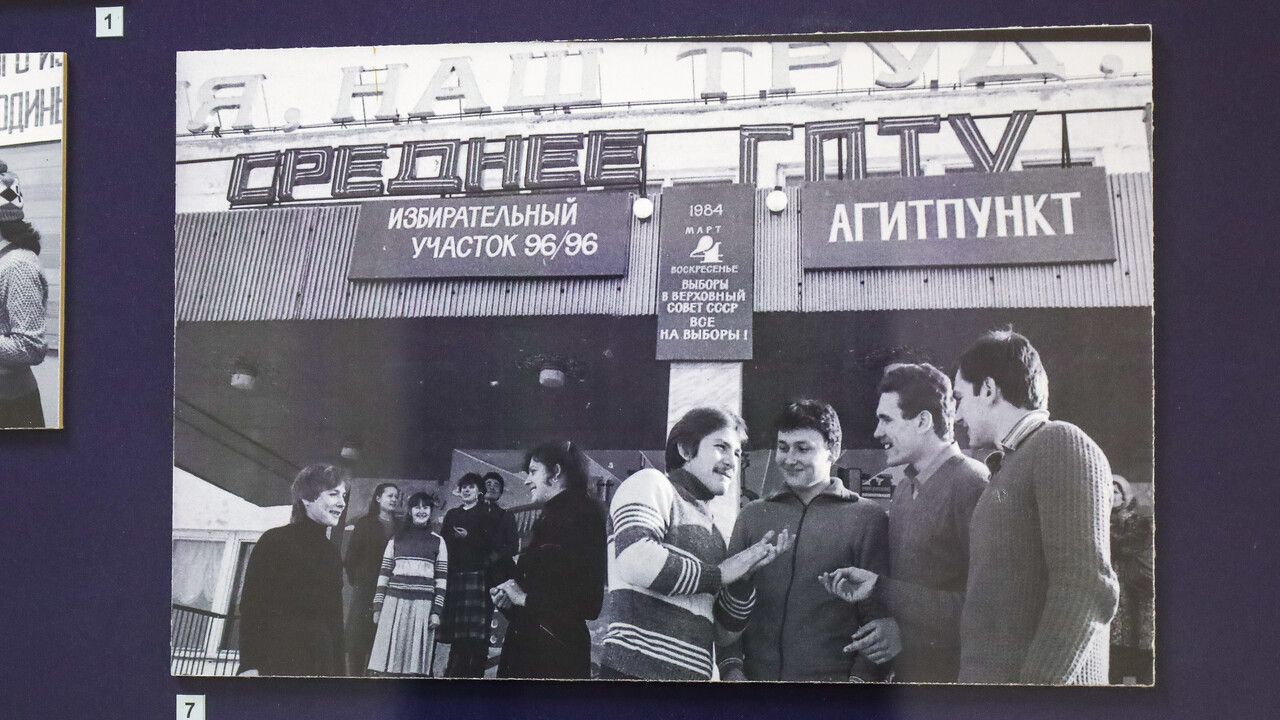 1
Я. НАШ ТРУД.
СРЕДНЕЕ ГПТУ
ИЗБИРАТЕЛЬНЫЙ
УЧАСТОК 96/96
1984
МАРТ
4
ВОСКРЕСЕНЬЕ
ВЫБОРЫ
В ВЕРХОВНЫЙ
СОВЕТ СССР
ВСЕ
НА ВЫБОРЫ!
АГИТПУНКТ
7